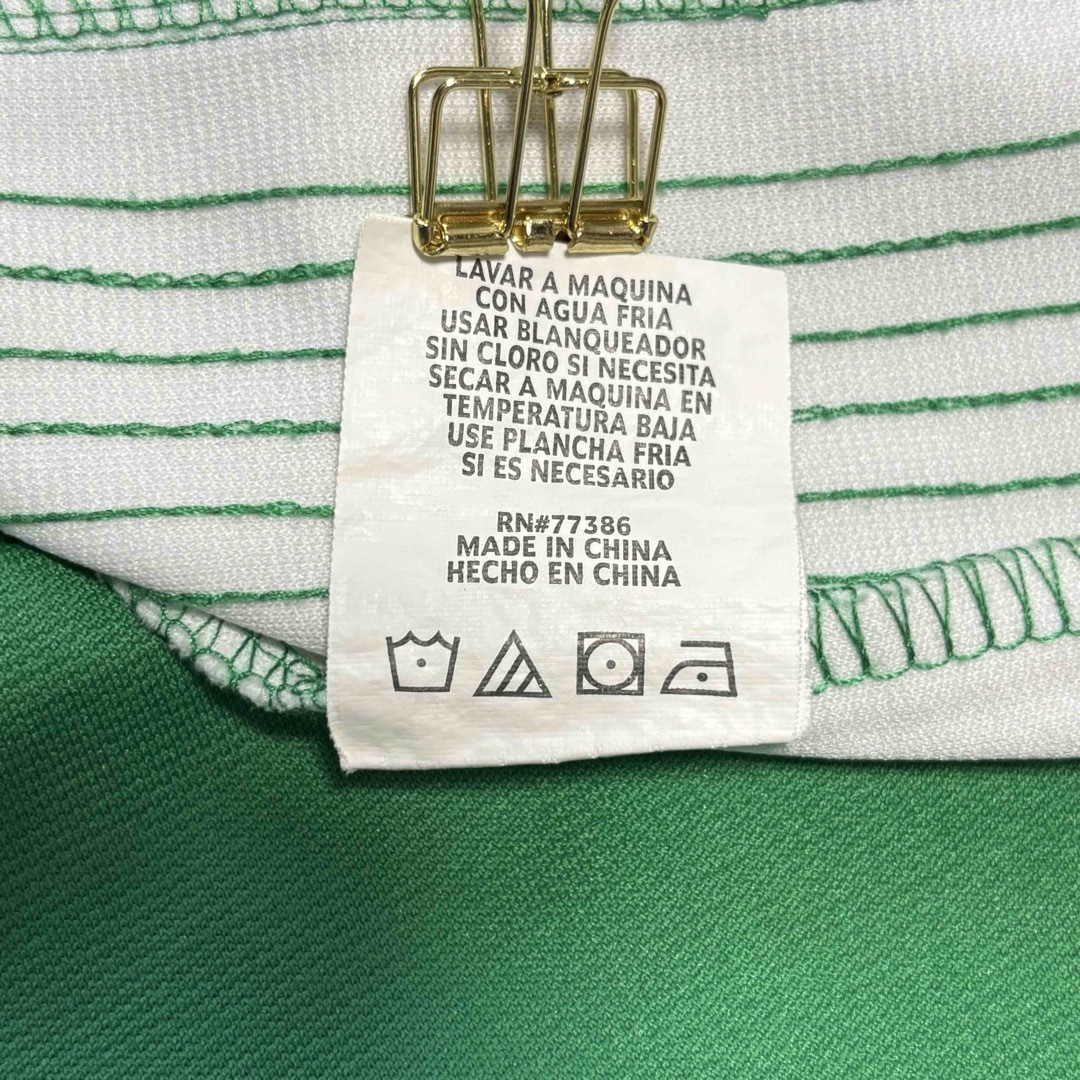 LAVAR A MAQUINA
CON AGUA FRIA
USAR BLANQUEADOR
SIN CLORO SI NECESITA
SECAR A MAQUINA EN
TEMPERATURA BAJA
USE PLANCHA FRIA
SI ES NECESARIO
RN#77386
MADE IN CHINA
HECHO EN CHINA